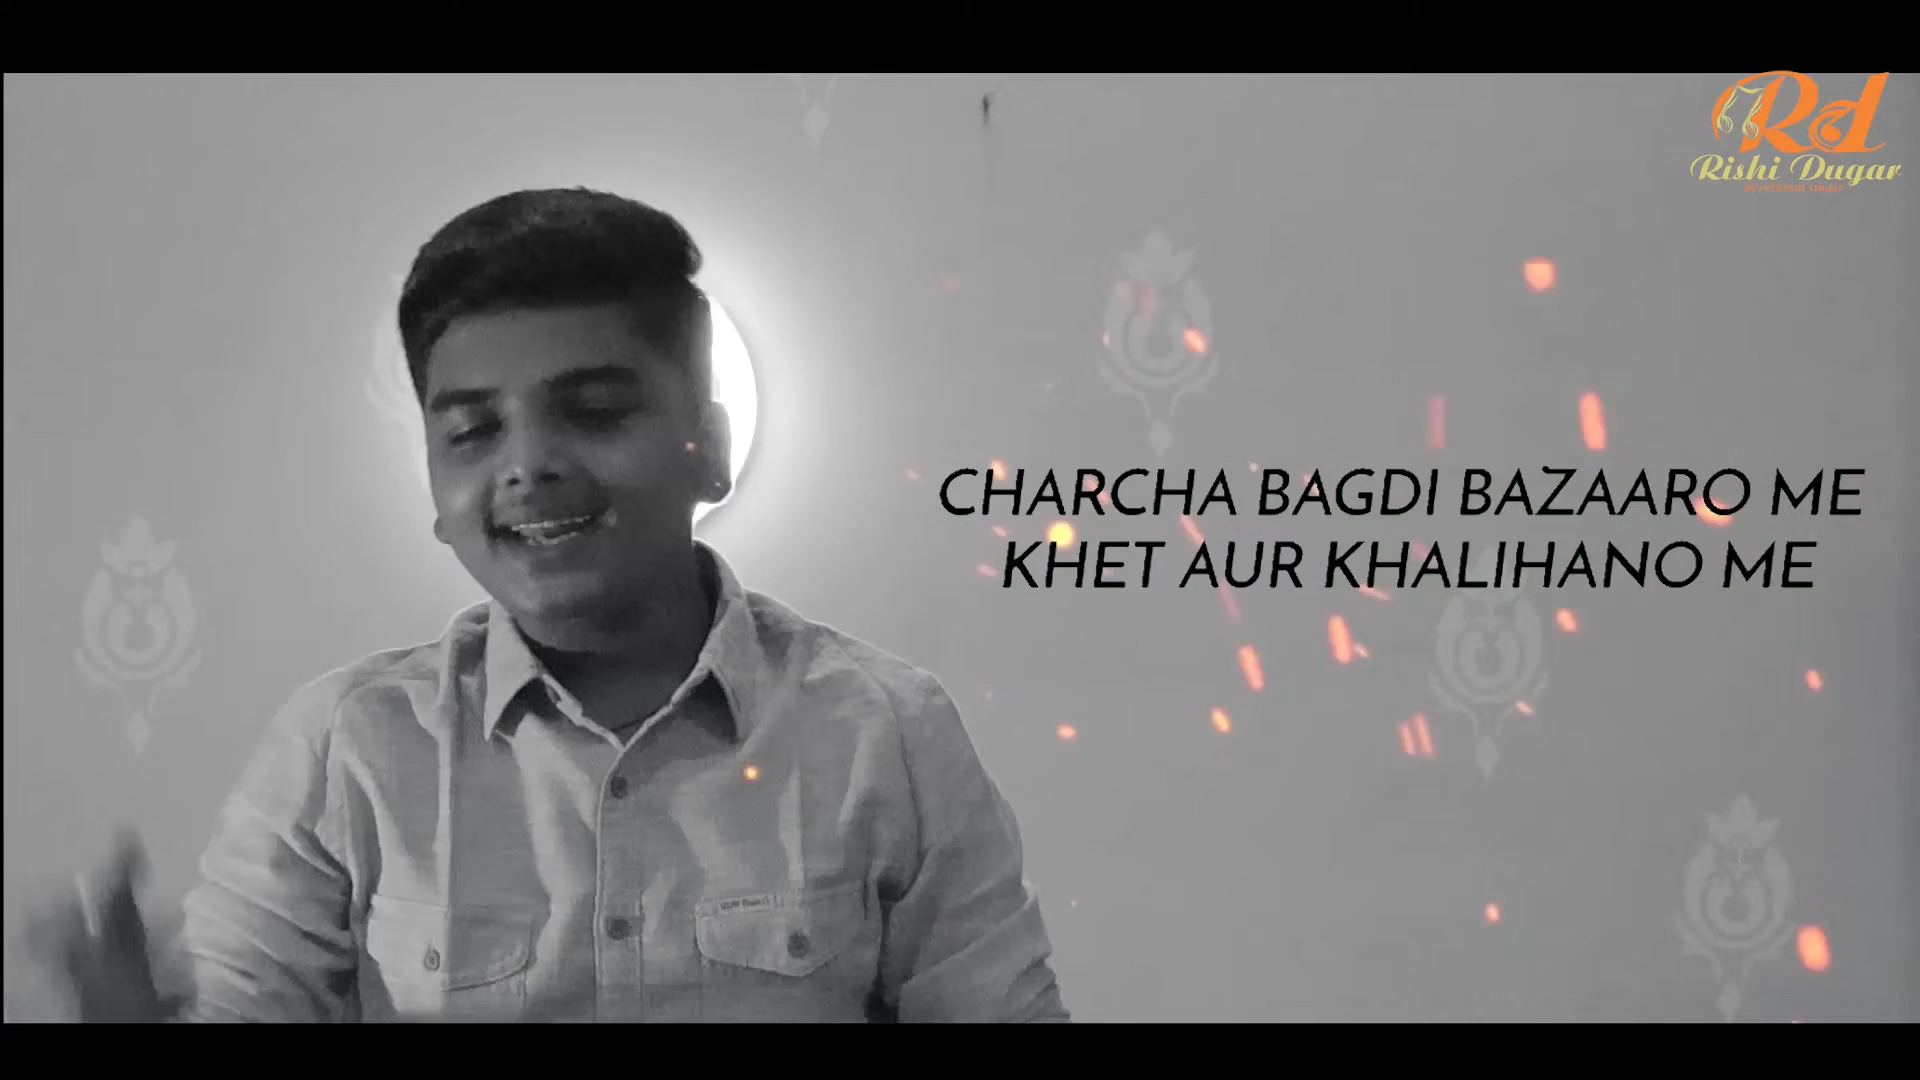 Rd
Rishi Dugar
CHARCHA BAGDI BAZAARO ME
KHET AUR KHALIHANO ME